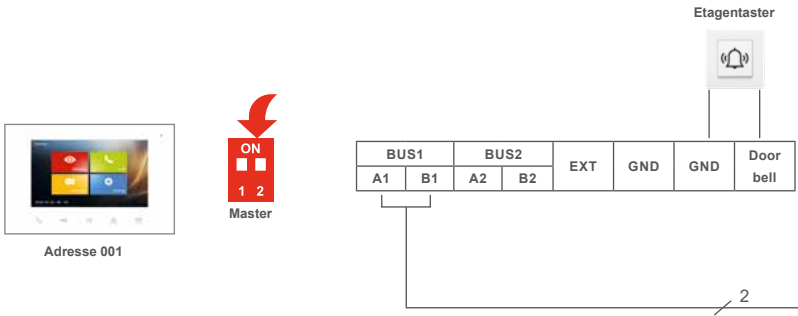 Etagentaster
ON
1 2
Master
Adresse 001
BUS1 BUS2 EXT GND GND Door bell
A1 B1 A2 B2
2